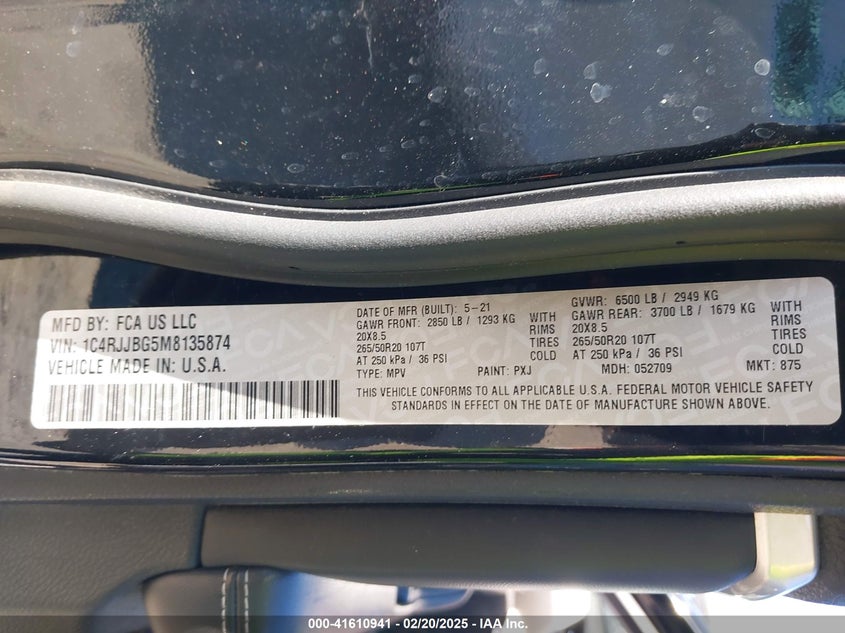 MFD BY: FCA US LLC
VIN: 1C4RJJBG5M8135874
VEHICLE MADE IN: U.S.A.
DATE OF MFR (BUILT): 5-21
GAWR FRONT: 2850 LB / 1293 KG WITH
20X8.5 RIMS
265/50R20 107T TIRES
AT 250 kPa / 36 PSI COLD
TYPE: MPV PAINT: PXJ
GVWR: 6500 LB / 2949 KG
GAWR REAR: 3700 LB / 1679 KG WITH
20X8.5 RIMS
265/50R20 107T TIRES
AT 250 kPa / 36 PSI COLD
MDH: 052709 MKT: 875
THIS VEHICLE CONFORMS TO ALL APPLICABLE U.S.A. FEDERAL MOTOR VEHICLE SAFETY
STANDARDS IN EFFECT ON THE DATE OF MANUFACTURE SHOWN ABOVE.
000-41610941 - 02/20/2025 - IAA Inc.